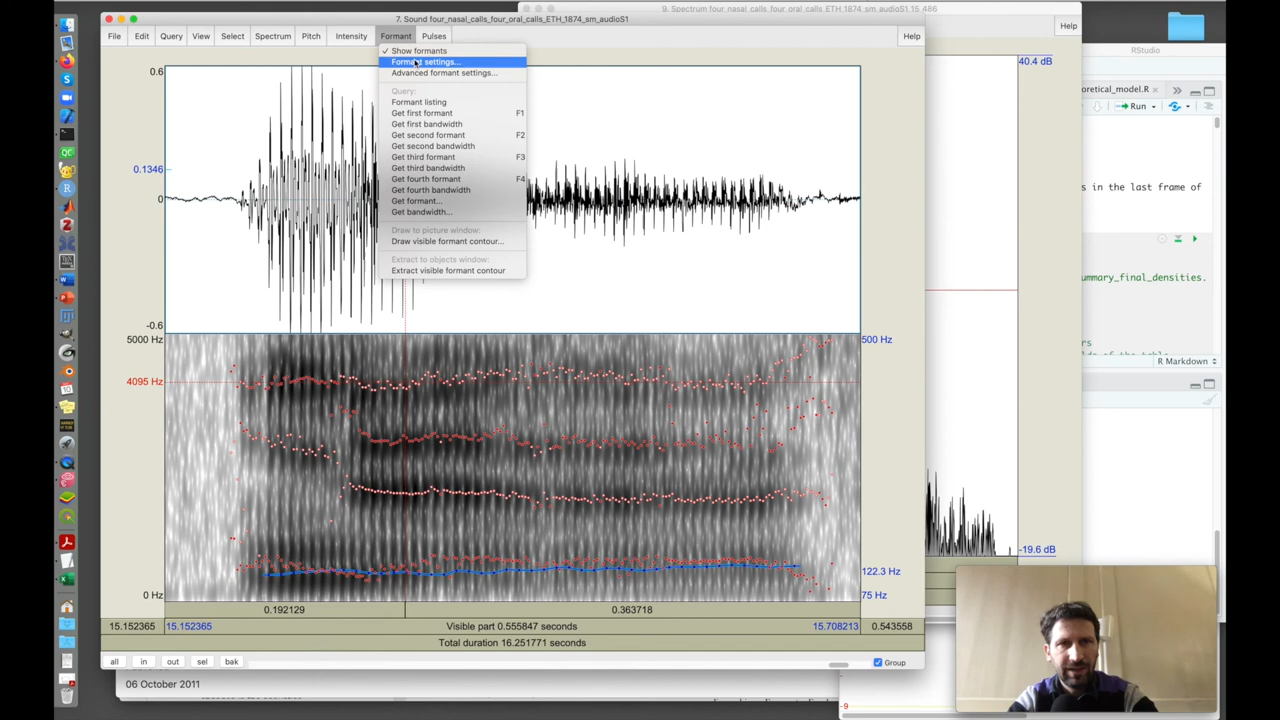 9. Spectrum four_nasal_calls_four_oral_calls_ETH_1874_sm_audioS1.15_486
7. Sound four_nasal_calls_four_oral_calls_ETH_1874_sm_audioS1
File Edit Query View Select Spectrum Pitch Intensity Formant Pulses Help
Help
RStudio
✓ Show formants
Formant settings...
Advanced formant settings...
Query:
Formant listing
Get first formant F1
Get first bandwidth
Get second formant F2
Get second bandwidth
Get third formant F3
Get third bandwidth
Get fourth formant F4
Get fourth bandwidth
Get formant...
Get bandwidth...
Draw to picture window:
Draw visible formant contour...
Extract to objects window:
Extract visible formant contour
0.6
0.1346
0
-0.6
5000 Hz
4095 Hz
0 Hz
500 Hz
122.3 Hz
75 Hz
40.4 dB
-19.6 dB
oretical_model.R
Run
s in the last frame of
ummary_final_densities.
rs
lds of the table
R Markdown
0.192129 0.363718
15.152365 15.152365 Visible part 0.555847 seconds 15.708213 0.543558
Total duration 16.251771 seconds
all in out sel bak Group
06 October 2011
-9